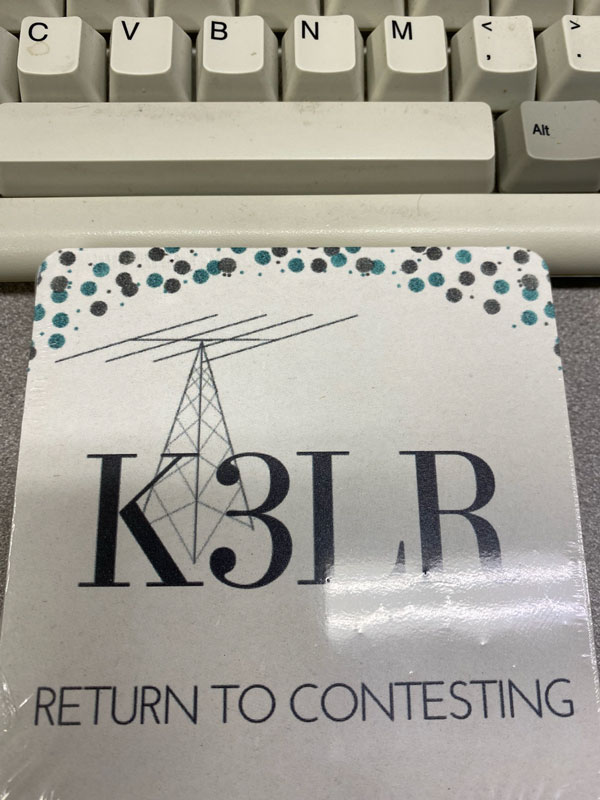 C V B N M < >
, .
Alt
K3LR
RETURN TO CONTESTING